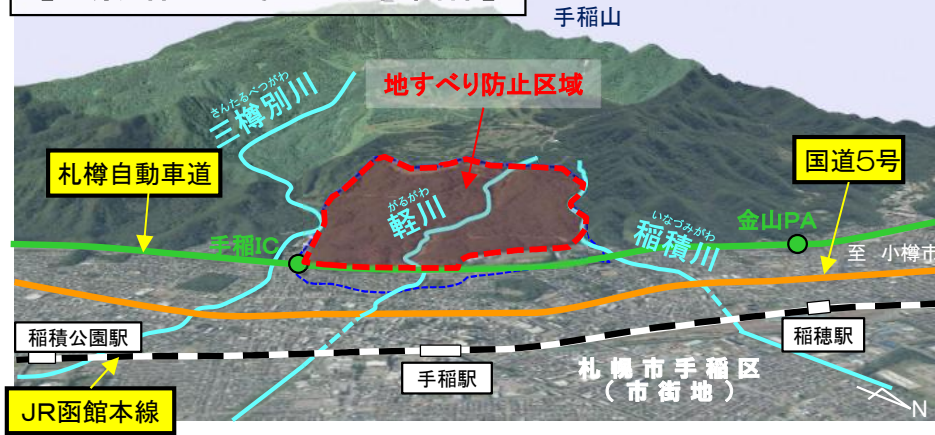 手稲山
地すべり防止区域
さんたるべつがわ
三樽別川
札樽自動車道
国道5号
がるがわ
軽川
いなづみがわ
稲積川
金山PA
手稲IC
至 小樽市
稲積公園駅
手稲駅
稲穂駅
札幌市手稲区
(市街地)
JR函館本線
N